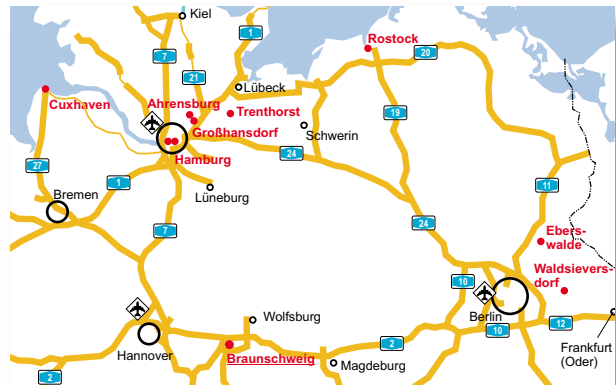 Kiel
7
1
21
Rostock
20
Lübeck
Cuxhaven
Ahrensburg
Trenthorst
19
Großhansdorf
Schwerin
Hamburg
24
27
1
Lüneburg
11
Bremen
7
24
Ebers-
walde
10
Waldsievers-
dorf
Wolfsburg
Berlin
10
12
Hannover
Braunschweig
2
Magdeburg
Frankfurt
(Oder)
2